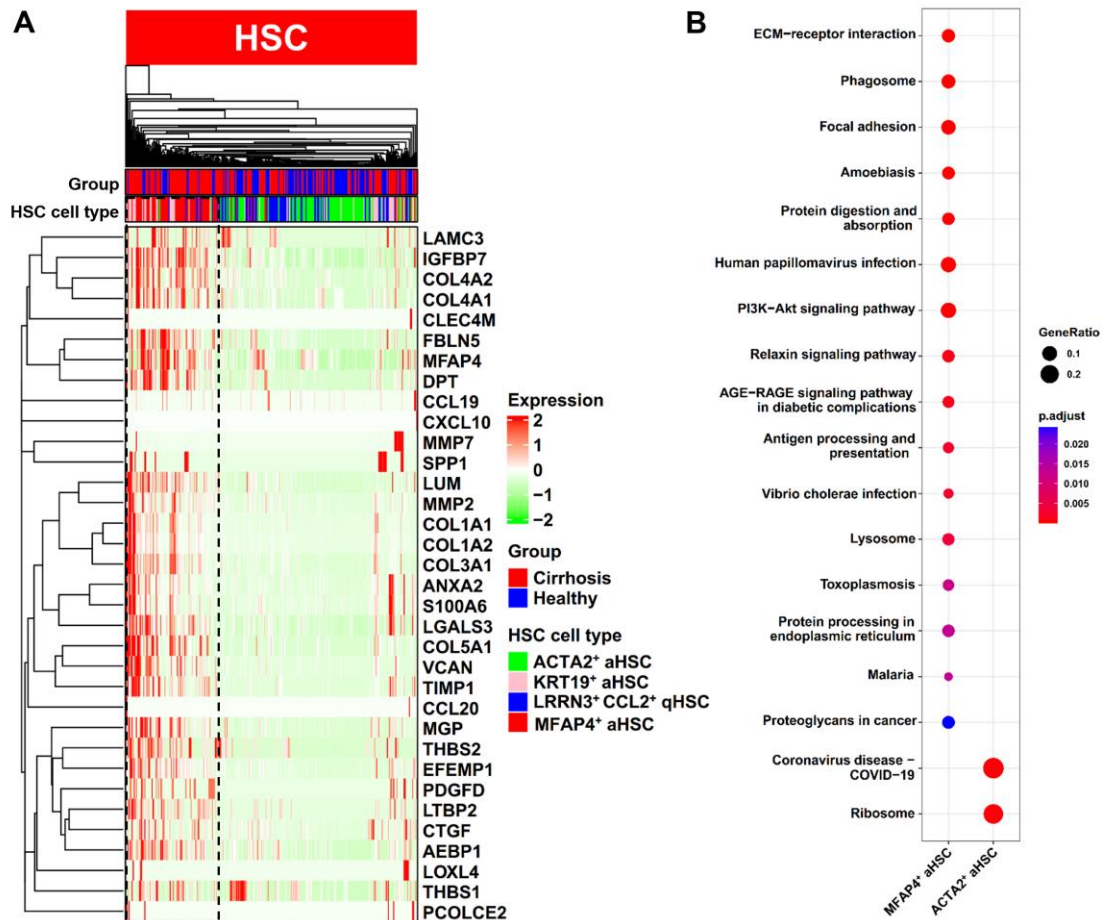 A
HSC
Group
HSC cell type
LAMC3
IGFBP7
COL4A2
COL4A1
CLEC4M
FBLN5
MFAP4
DPT
CCL19
CXCL10
MMP7
SPP1
LUM
MMP2
COL1A1
COL1A2
COL3A1
ANXA2
S100A6
LGALS3
COL5A1
VCAN
TIMP1
CCL20
MGP
THBS2
EFEMP1
PDGFD
LTBP2
CTGF
AEBP1
LOXL4
THBS1
PCOLCE2
Expression
2
1
0
−1
−2
Group
Cirrhosis
Healthy
HSC cell type
ACTA2⁺ aHSC
KRT19⁺ aHSC
LRRN3⁺ CCL2⁺ qHSC
MFAP4⁺ aHSC
B
ECM−receptor interaction
Phagosome
Focal adhesion
Amoebiasis
Protein digestion and
absorption
Human papillomavirus infection
PI3K−Akt signaling pathway
Relaxin signaling pathway
AGE−RAGE signaling pathway
in diabetic complications
Antigen processing and
presentation
Vibrio cholerae infection
Lysosome
Toxoplasmosis
Protein processing in
endoplasmic reticulum
Malaria
Proteoglycans in cancer
Coronavirus disease −
COVID−19
Ribosome
MFAP4⁺ aHSC
ACTA2⁺ aHSC
GeneRatio
0.1
0.2
p.adjust
0.020
0.015
0.010
0.005